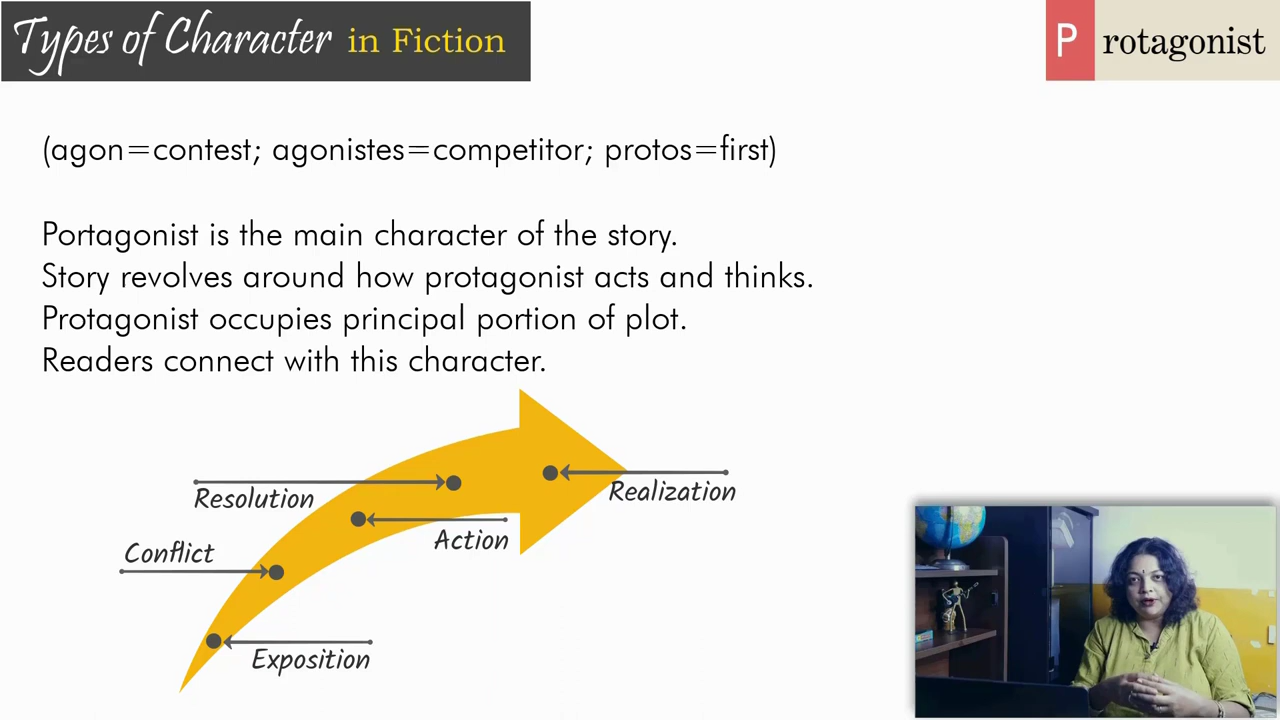 Types of Character in Fiction
Protagonist
(agon=contest; agonistes=competitor; protos=first)
Portagonist is the main character of the story.
Story revolves around how protagonist acts and thinks.
Protagonist occupies principal portion of plot.
Readers connect with this character.
Resolution
Realization
Action
Conflict
Exposition